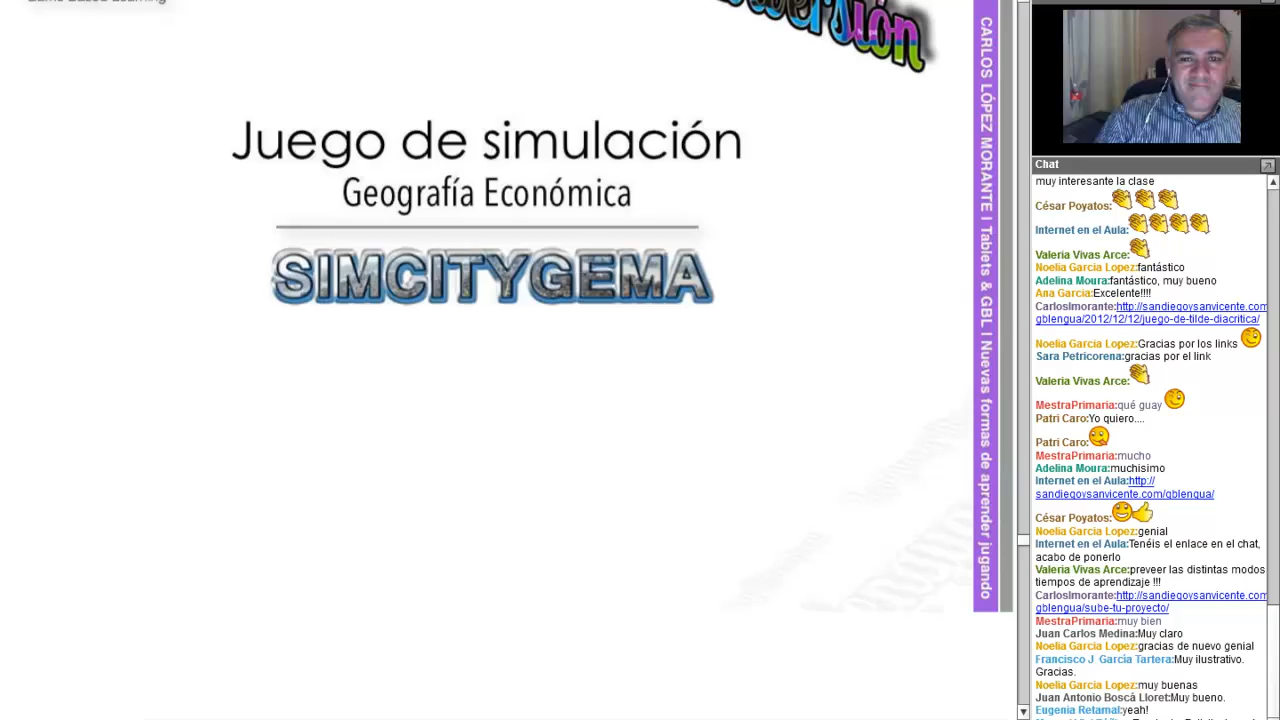 Game Based Learning
Juego de simulación
Geografía Económica
SIMCITYGEMA
CARLOS LÓPEZ MORANTE I Tablets & GBL I Nuevas formas de aprender jugando
Chat
muy interesante la clase
César Poyatos:
Internet en el Aula:
Valeria Vivas Arce:
Noelia Garcia Lopez:fantástico
Adelina Moura:fantástico, muy bueno
Ana Garcia:Excelente!!!!
Carloslmorante:http://sandiegoysanvicente.com
gblengua/2012/12/12/juego-de-tilde-diacritica/
Noelia Garcia Lopez:Gracias por los links
Sara Petricorena:gracias por el link
Valeria Vivas Arce:
MestraPrimaria:qué guay
Patri Caro:Yo quiero....
Patri Caro:
MestraPrimaria:mucho
Adelina Moura:muchisimo
Internet en el Aula:http://
sandiegoysanvicente.com/gblengua/
César Poyatos:
Noelia Garcia Lopez:genial
Internet en el Aula:Tenéis el enlace en el chat,
acabo de ponerlo
Valeria Vivas Arce:preveer las distintas modos
tiempos de aprendizaje !!!
Carloslmorante:http://sandiegoysanvicente.com
gblengua/sube-tu-proyecto/
MestraPrimaria:muy bien
Juan Carlos Medina:Muy claro
Noelia Garcia Lopez:gracias de nuevo genial
Francisco J Garcia Tartera:Muy ilustrativo.
Gracias.
Noelia Garcia Lopez:muy buenas
Juan Antonio Boscá Lloret:Muy bueno.
Eugenia Retamal:yeah!